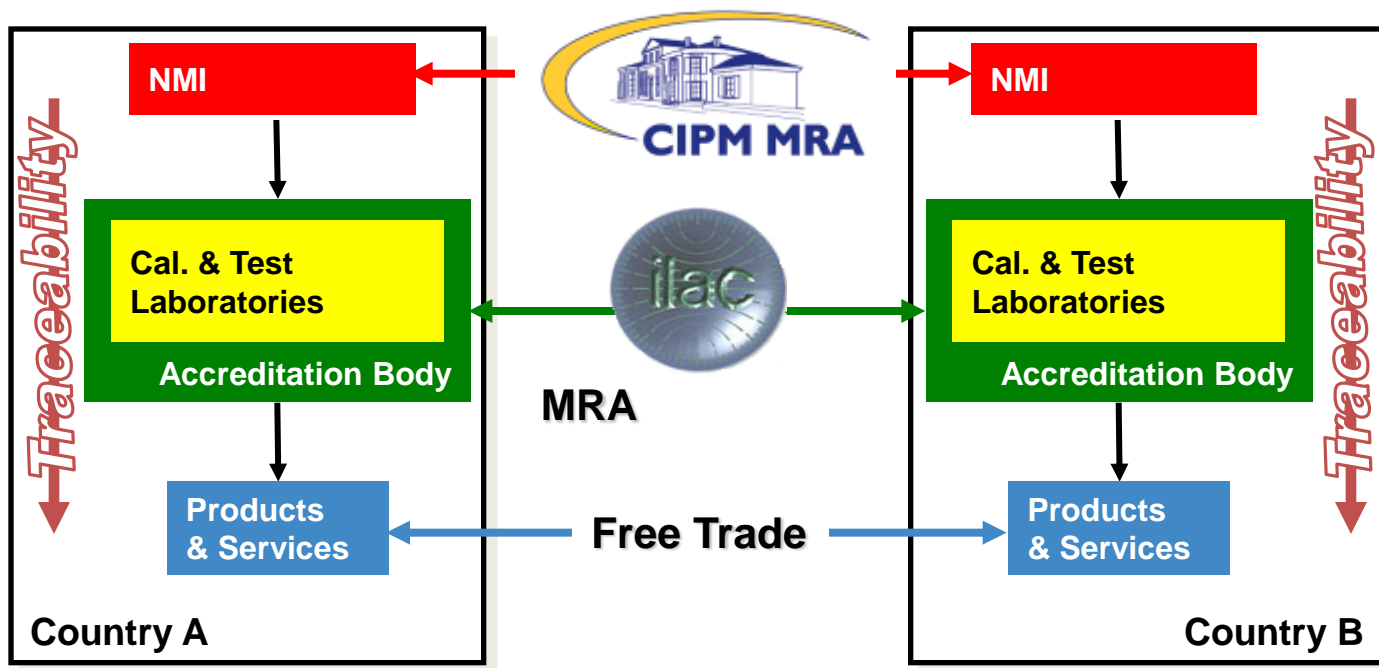 NMI
CIPM MRA
NMI
Traceability
Cal. & Test
Laboratories
Accreditation Body
ilac
MRA
Cal. & Test
Laboratories
Accreditation Body
Traceability
Products
& Services
Free Trade
Products
& Services
Country A
Country B